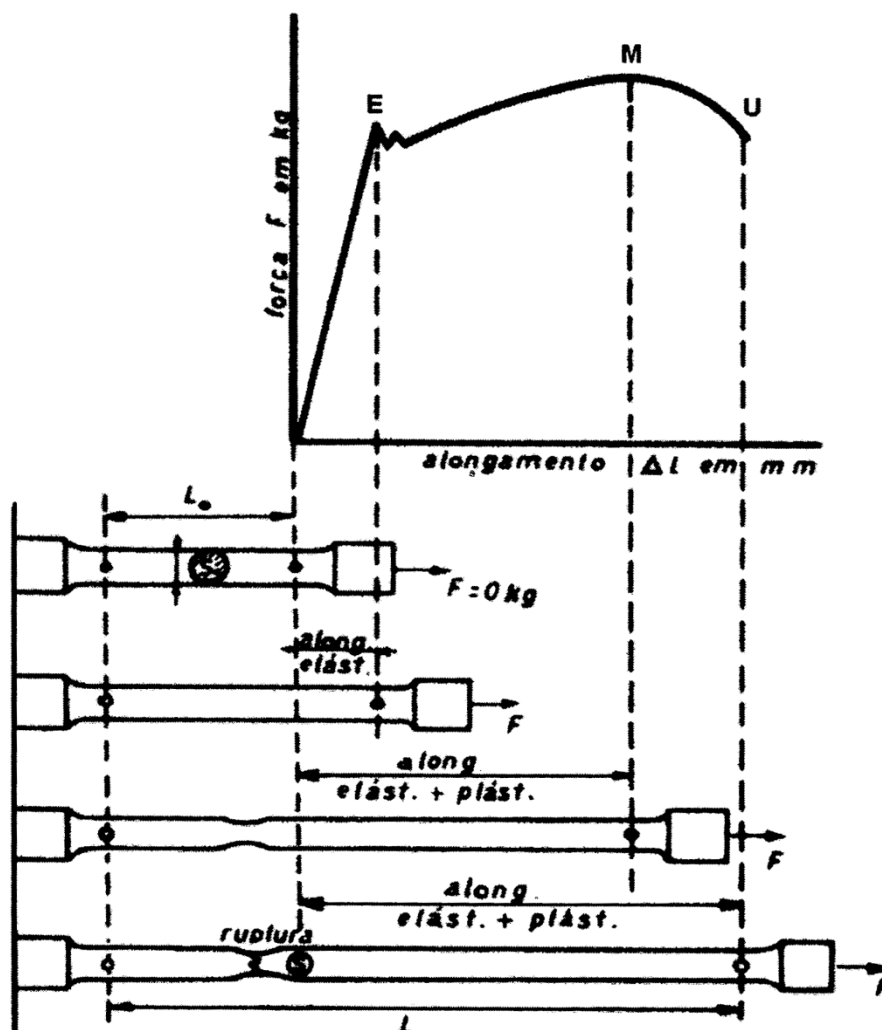 força F em kg
E
M
U
alongamento ΔL em mm
L₀
S
F = 0 kg
along
elást.
F
along
elást. + plást.
F
along
elást. + plást.
ruptura
S
F
L